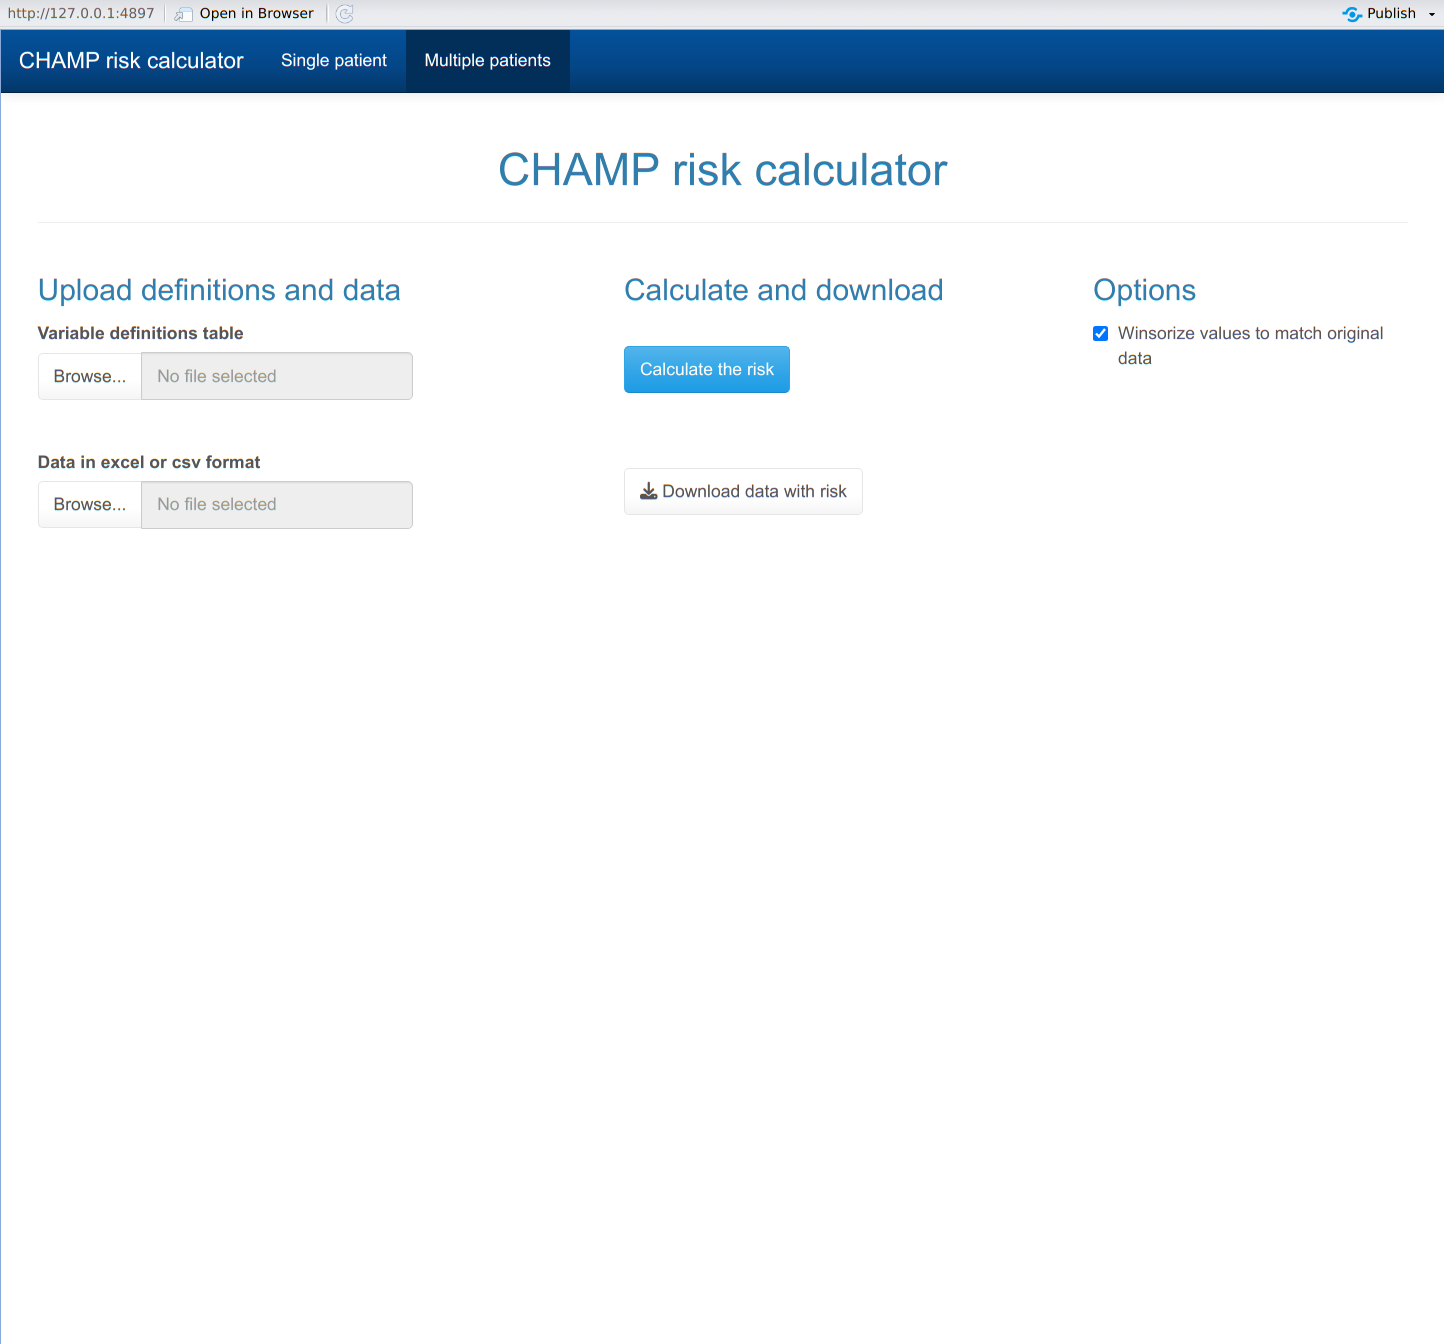 http://127.0.0.1:4897 Open in Browser Publish
CHAMP risk calculator Single patient Multiple patients
CHAMP risk calculator
Upload definitions and data
Variable definitions table
Browse... No file selected
Data in excel or csv format
Browse... No file selected
Calculate and download
Calculate the risk
Download data with risk
Options
Winsorize values to match original
data